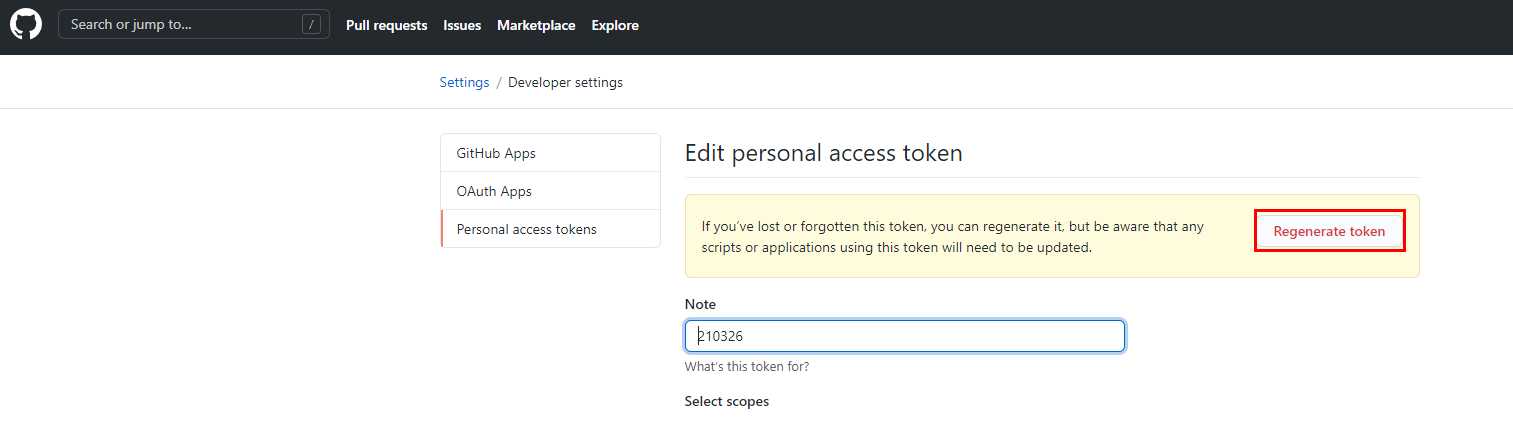 Search or jump to... /
Pull requests Issues Marketplace Explore
Settings / Developer settings
GitHub Apps
OAuth Apps
Personal access tokens
Edit personal access token
If you've lost or forgotten this token, you can regenerate it, but be aware that any
scripts or applications using this token will need to be updated.
Regenerate token
Note
210326
What's this token for?
Select scopes